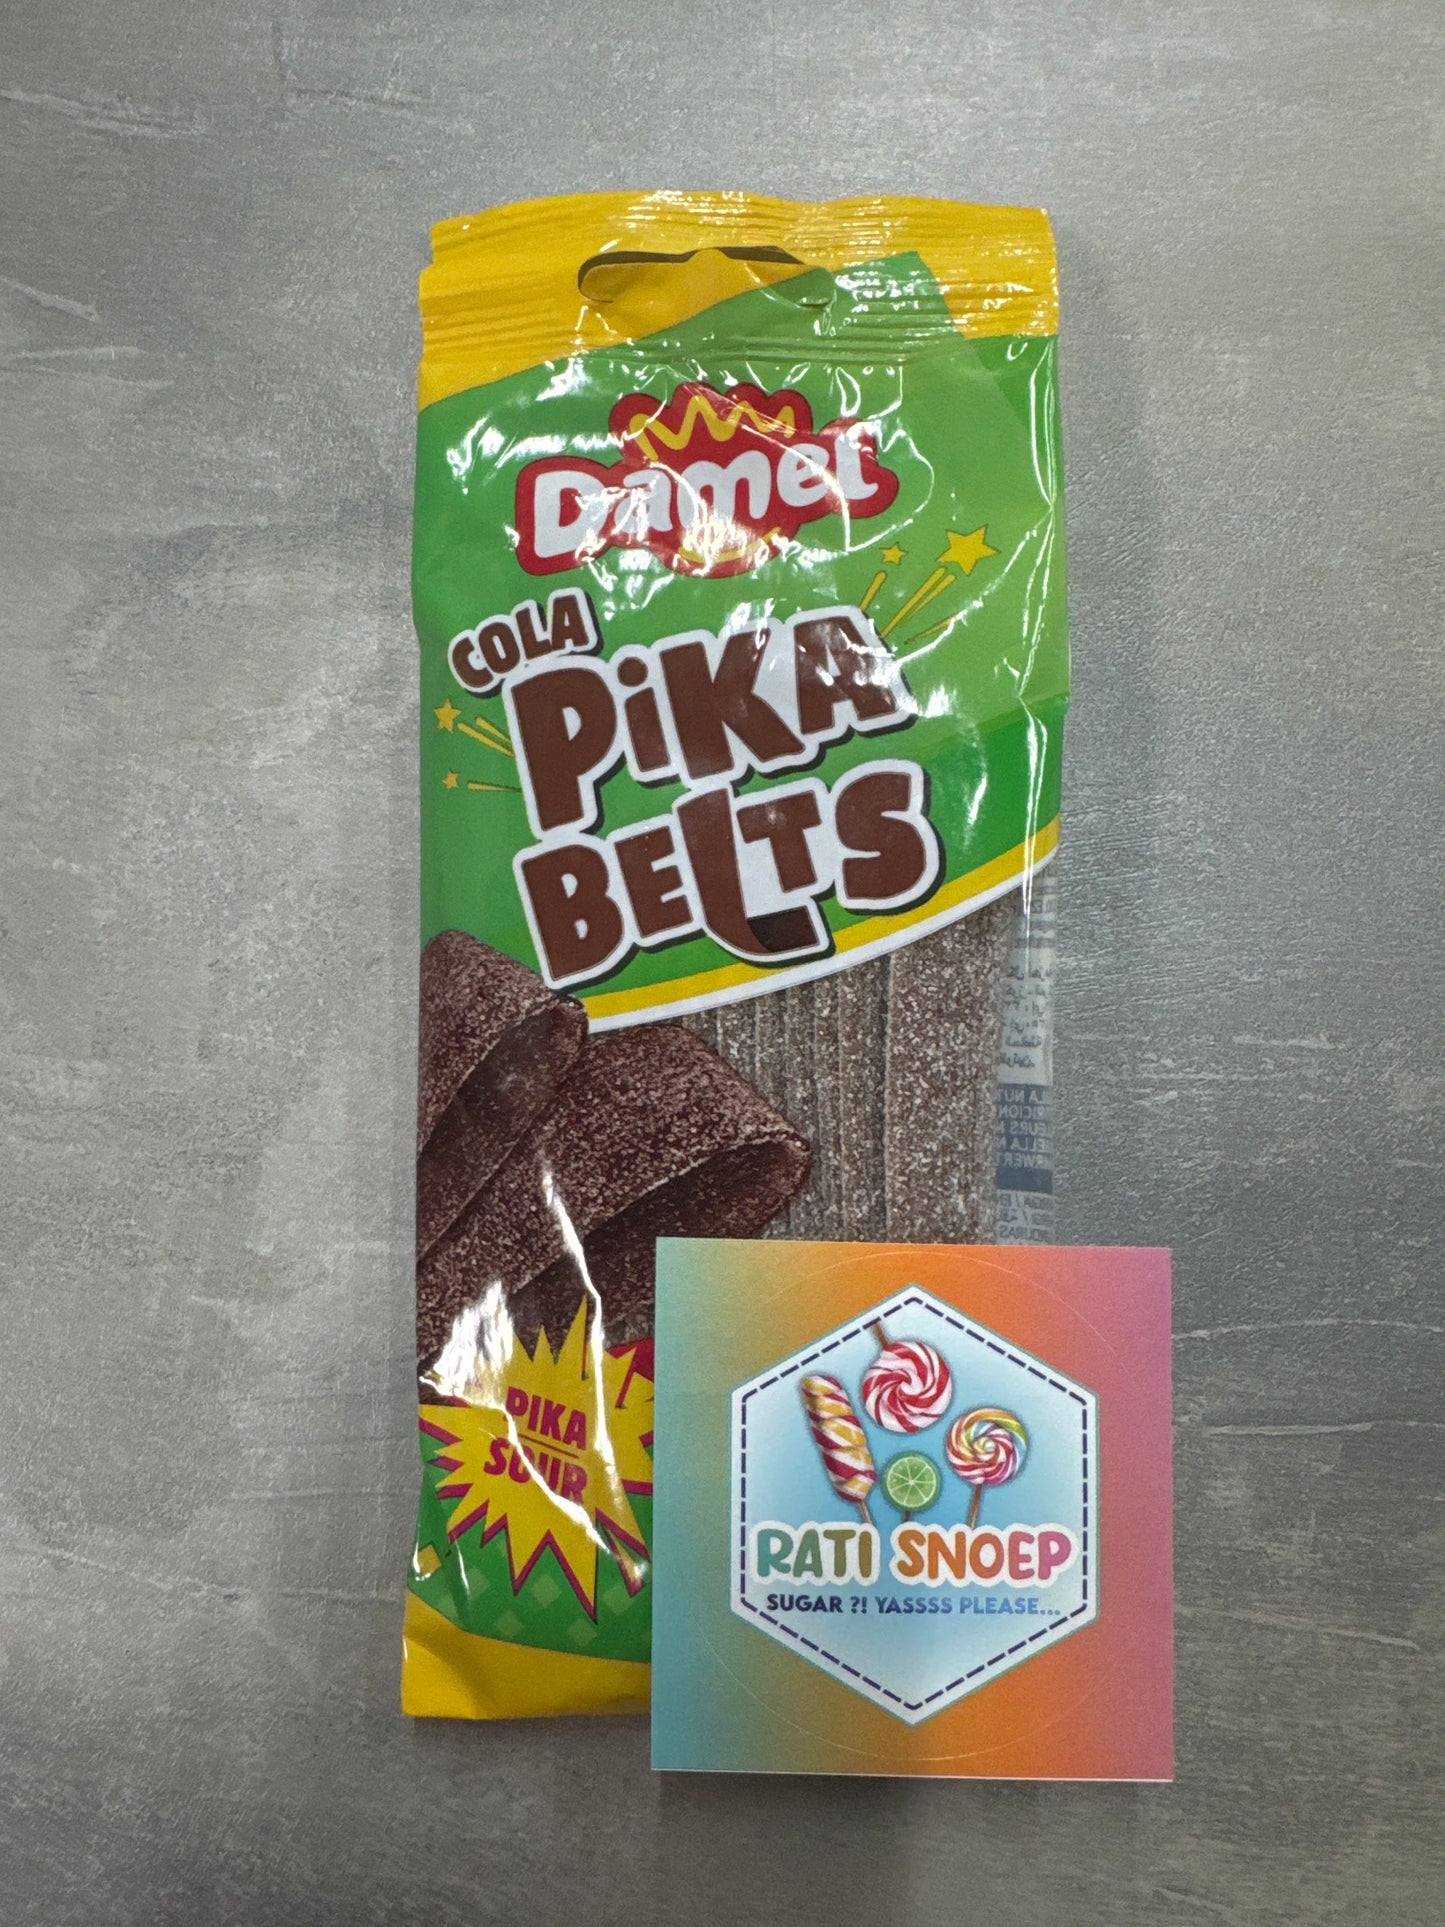 Damel
COLA
PIKA
BELTS
PIKA
SOUR
RATI SNOEP
SUGAR ?! YASSSS PLEASE...